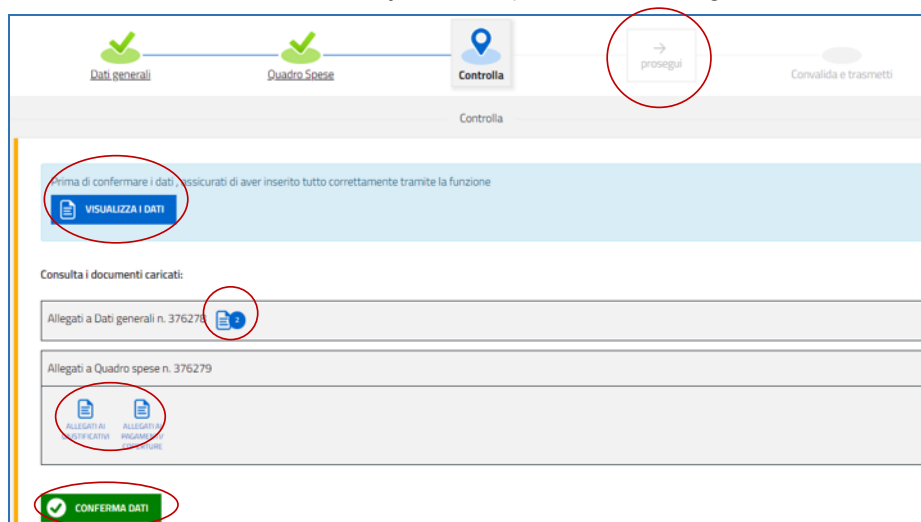 prosegui
Dati generali
Quadro Spese
Controlla
Convalida e trasmetti
Controlla
Prima di confermare i dati , assicurati di aver inserito tutto correttamente tramite la funzione
VISUALIZZA I DATI
Consulta i documenti caricati:
Allegati a Dati generali n. 376278 2
Allegati a Quadro spese n. 376279
ALLEGATI AI GIUSTIFICATIVI
ALLEGATI AI PAGAMENTI/ COPERTURE
CONFERMA DATI